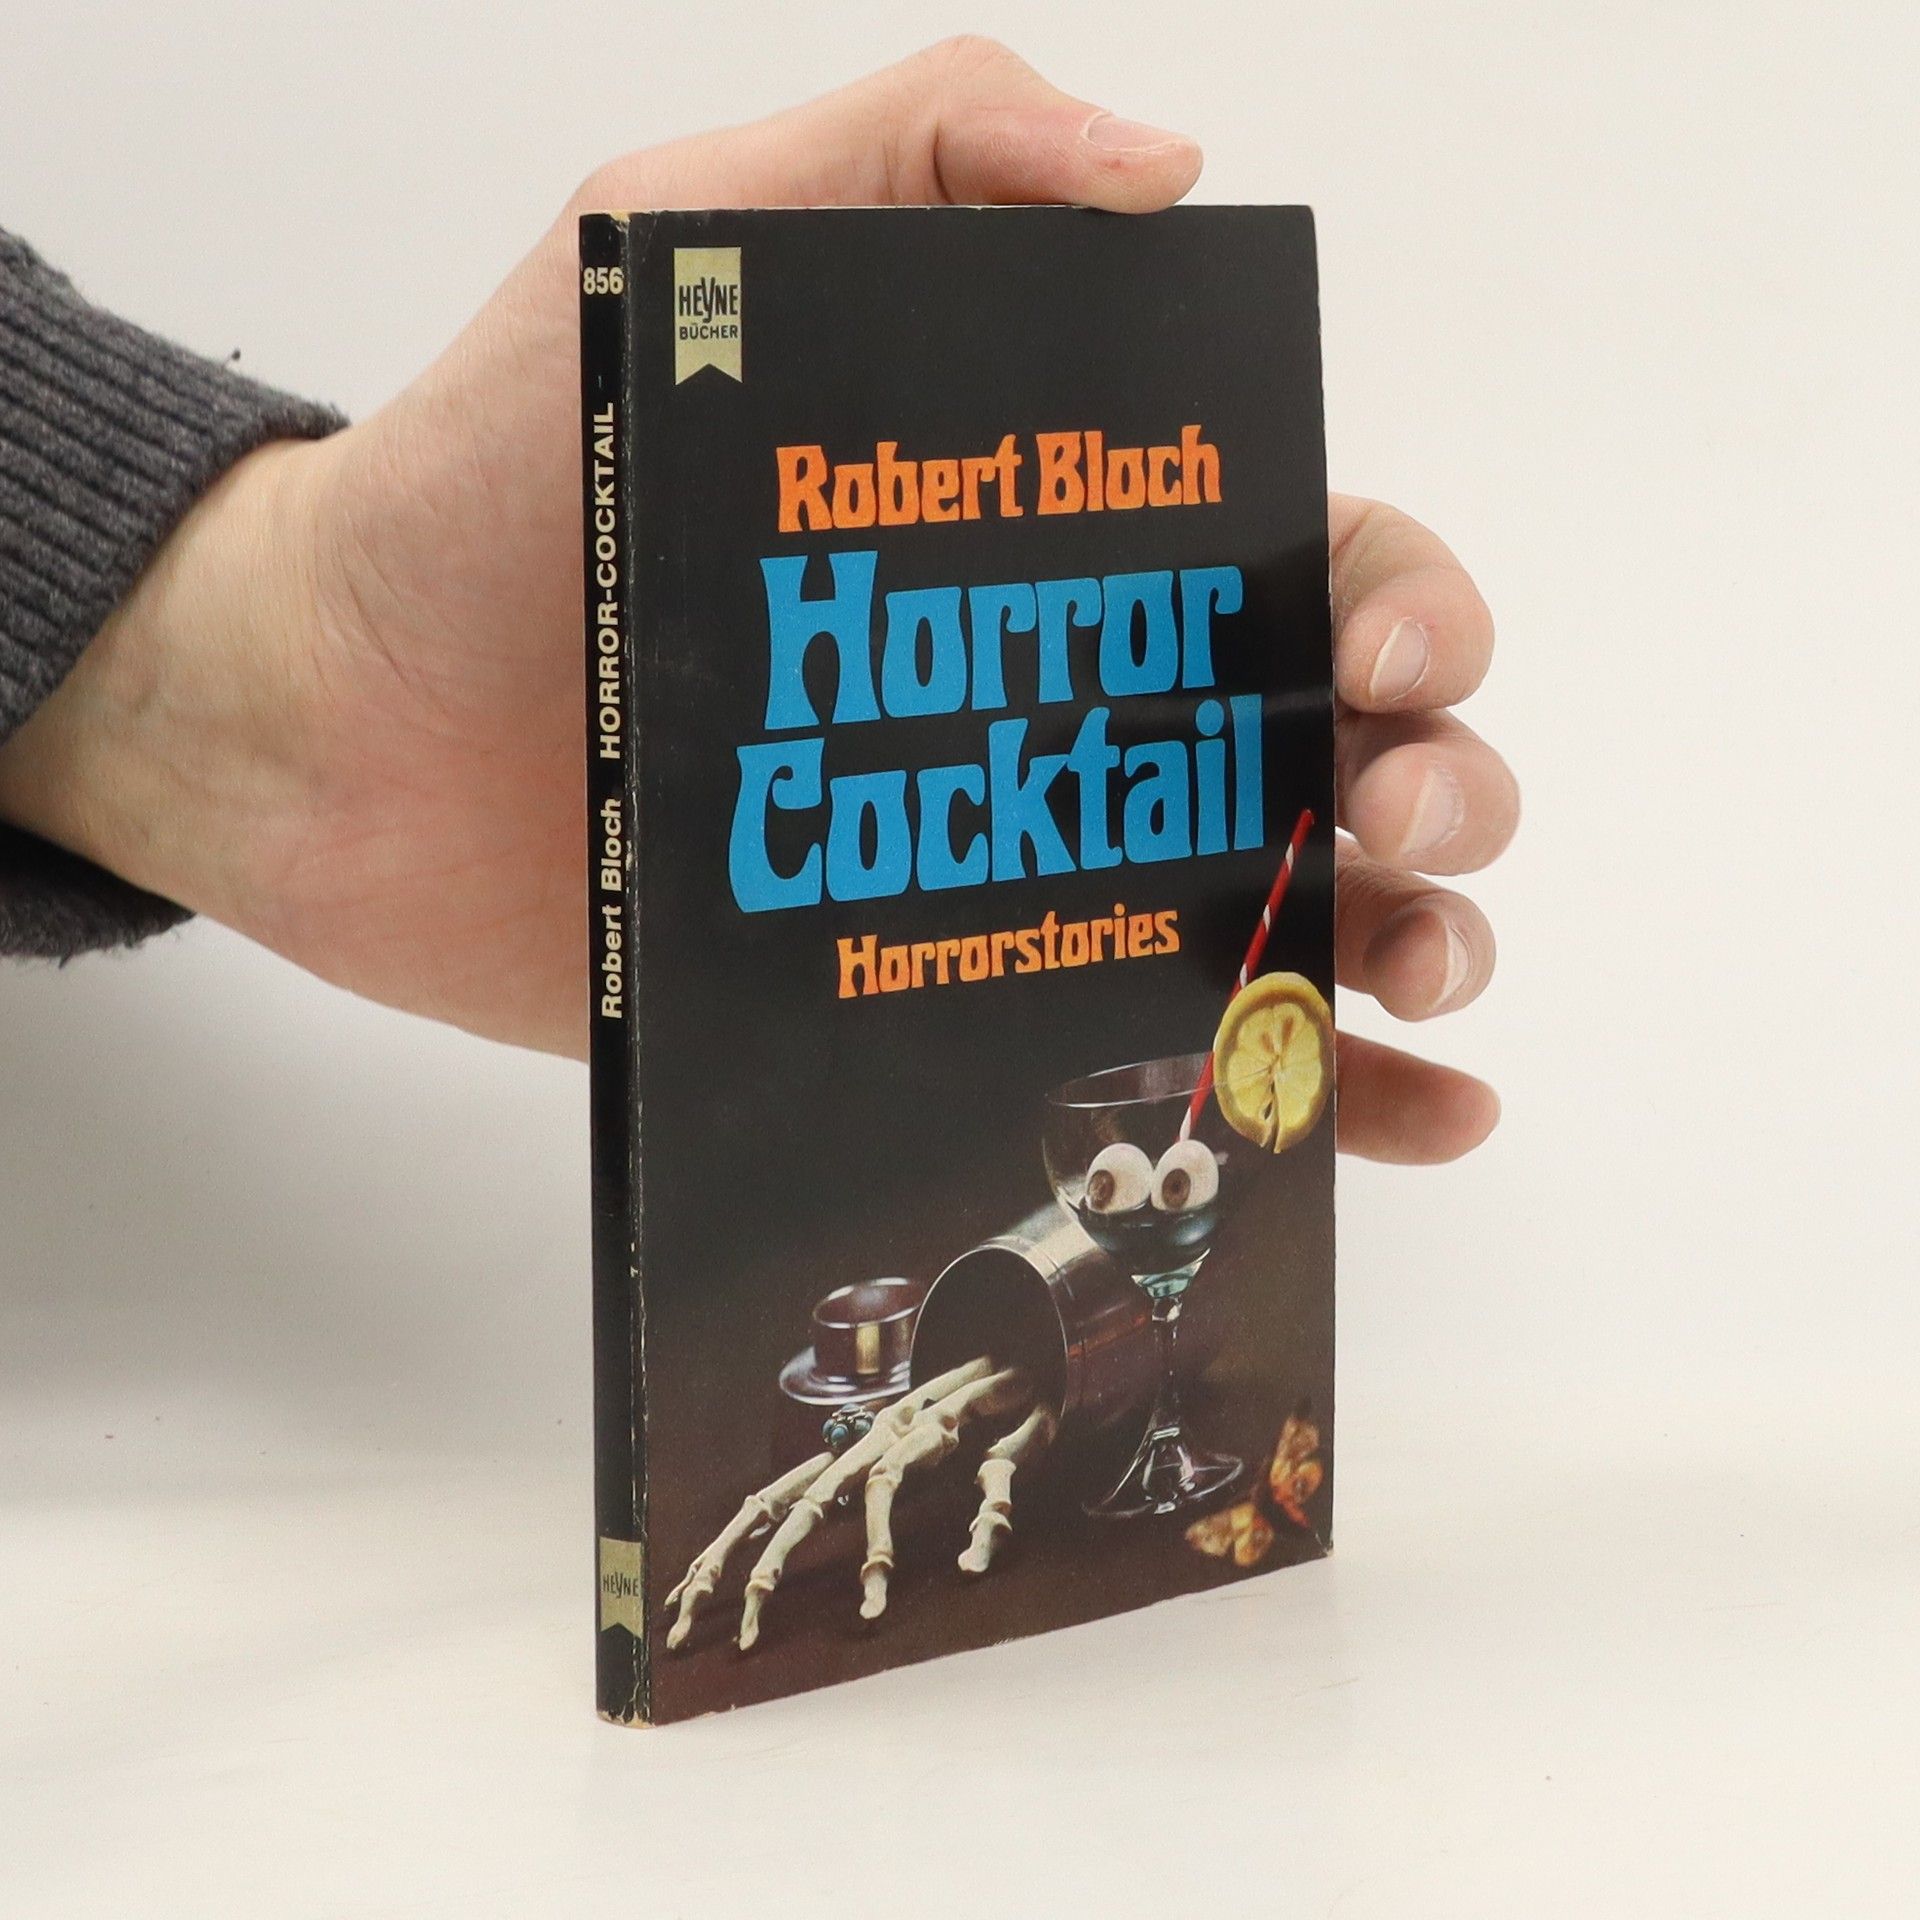 856
Robert Bloch HORROR-COCKTAIL
HEYNE
HEYNE
BÜCHER
Robert Bloch
Horror
Cocktail
Horrorstories